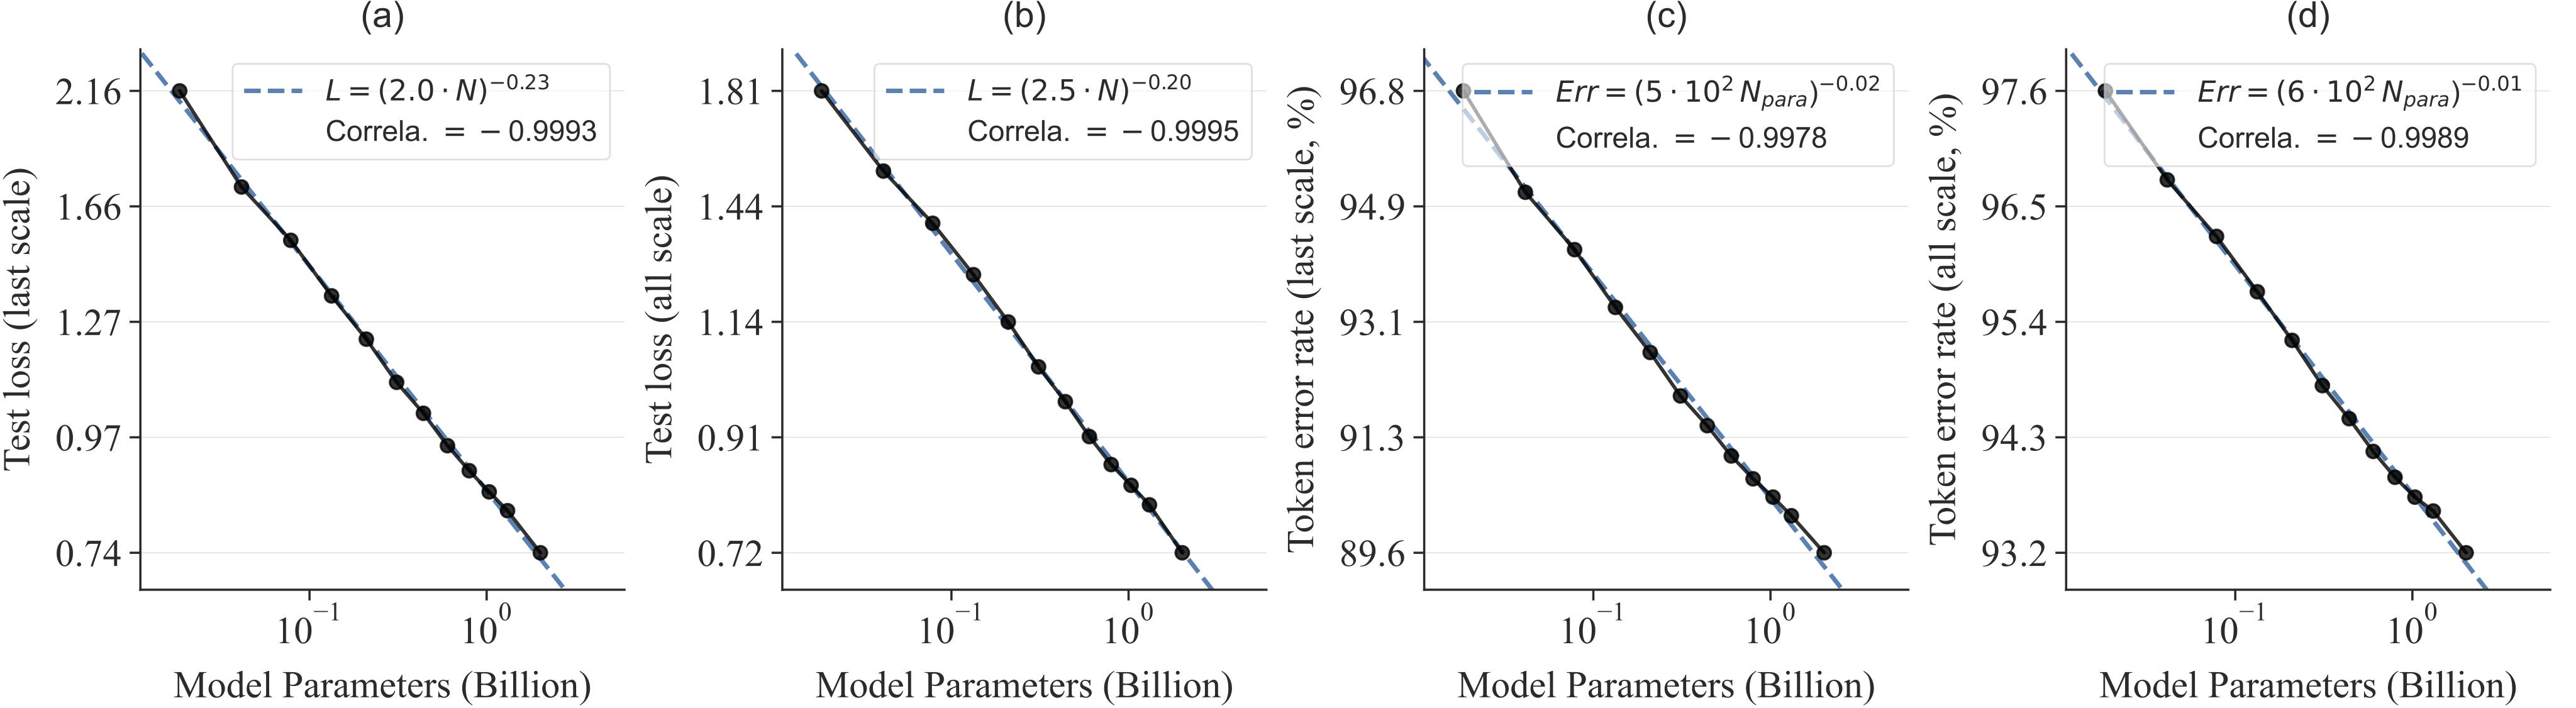 (a)
L = (2.0 · N)^−0.23
Correla. = − 0.9993
Test loss (last scale)
2.16
1.66
1.27
0.97
0.74
10^−1
10^0
Model Parameters (Billion)
(b)
L = (2.5 · N)^−0.20
Correla. = − 0.9995
Test loss (all scale)
1.81
1.44
1.14
0.91
0.72
10^−1
10^0
Model Parameters (Billion)
(c)
Err = (5 · 10^2 N_para)^−0.02
Correla. = − 0.9978
Token error rate (last scale, %)
96.8
94.9
93.1
91.3
89.6
10^−1
10^0
Model Parameters (Billion)
(d)
Err = (6 · 10^2 N_para)^−0.01
Correla. = − 0.9989
Token error rate (all scale, %)
97.6
96.5
95.4
94.3
93.2
10^−1
10^−0
Model Parameters (Billion)